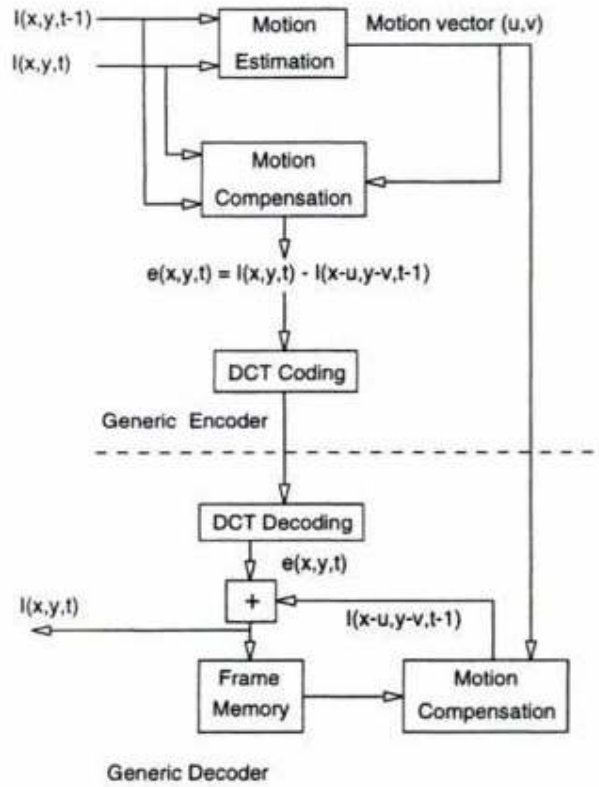 I(x,y,t-1)
I(x,y,t)
Motion
Estimation
Motion vector (u,v)
Motion
Compensation
e(x,y,t) = I(x,y,t) - I(x-u,y-v,t-1)
DCT Coding
Generic Encoder
DCT Decoding
e(x,y,t)
+
I(x,y,t)
I(x-u,y-v,t-1)
Frame
Memory
Motion
Compensation
Generic Decoder